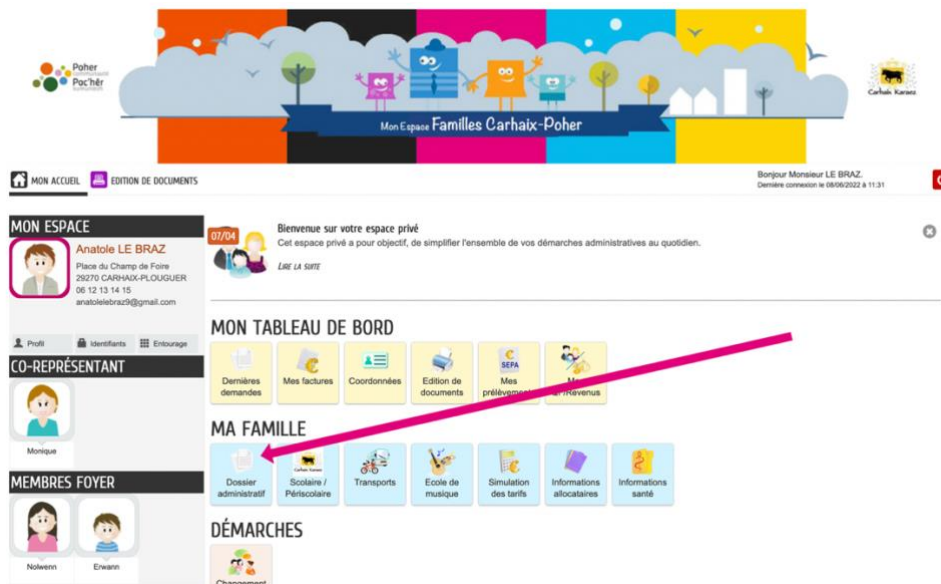 Poher
communauté
Poc'hêr
Mon Espace Familles Carhaix-Poher
Carhaix Karaez
MON ACCUEIL
EDITION DE DOCUMENTS
Bonjour Monsieur LE BRAZ.
Dernière connexion le 08/06/2022 à 11:31
MON ESPACE
Anatole LE BRAZ
Place du Champ de Foire
29270 CARHAIX-PLOUGUER
06 12 13 14 15
anatolelebraz9@gmail.com
Profil
Identifiants
Entourage
CO-REPRÉSENTANT
Monique
MEMBRES FOYER
Nolwenn
Erwann
07/04
Bienvenue sur votre espace privé
Cet espace privé a pour objectif, de simplifier l'ensemble de vos démarches administratives au quotidien.
LIRE LA SUITE
MON TABLEAU DE BORD
Dernières
demandes
Mes factures
Coordonnées
Edition de
documents
SEPA
Mes
/Revenus
MA FAMILLE
Dossier
administratif
Carhaix Karaez
Scolaire /
Périscolaire
Transports
Ecole de
musique
Simulation
des tarifs
Informations
allocataires
Informations
santé
DÉMARCHES
Changement